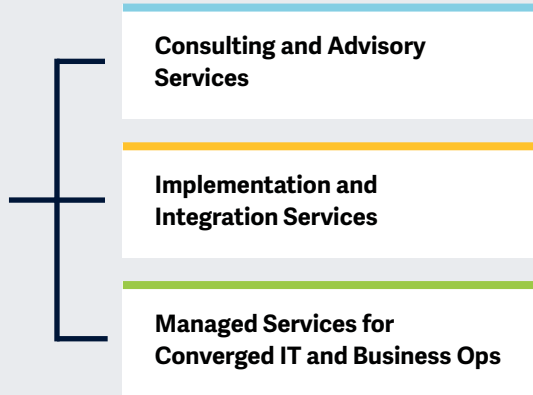 Consulting and Advisory
Services
Implementation and
Integration Services
Managed Services for
Converged IT and Business Ops